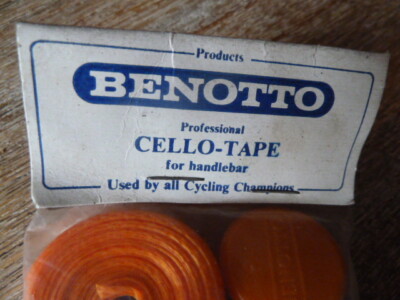 Products
BENOTTO
Professional
CELLO-TAPE
for handlebar
Used by all Cycling Champions